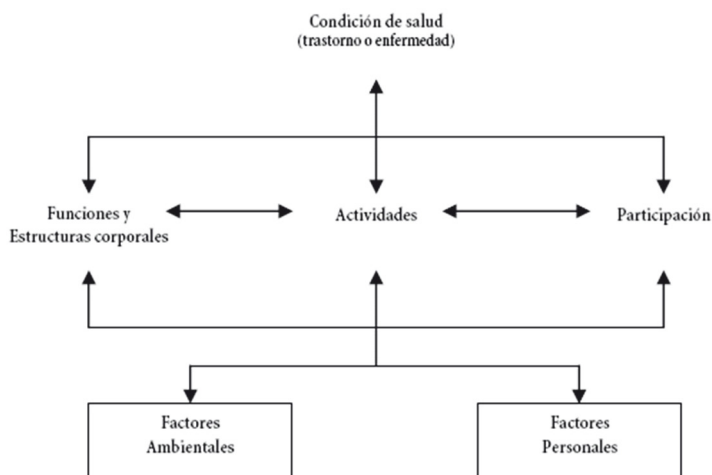 Condición de salud
(trastorno o enfermedad)
Funciones y
Estructuras corporales
Actividades
Participación
Factores
Ambientales
Factores
Personales